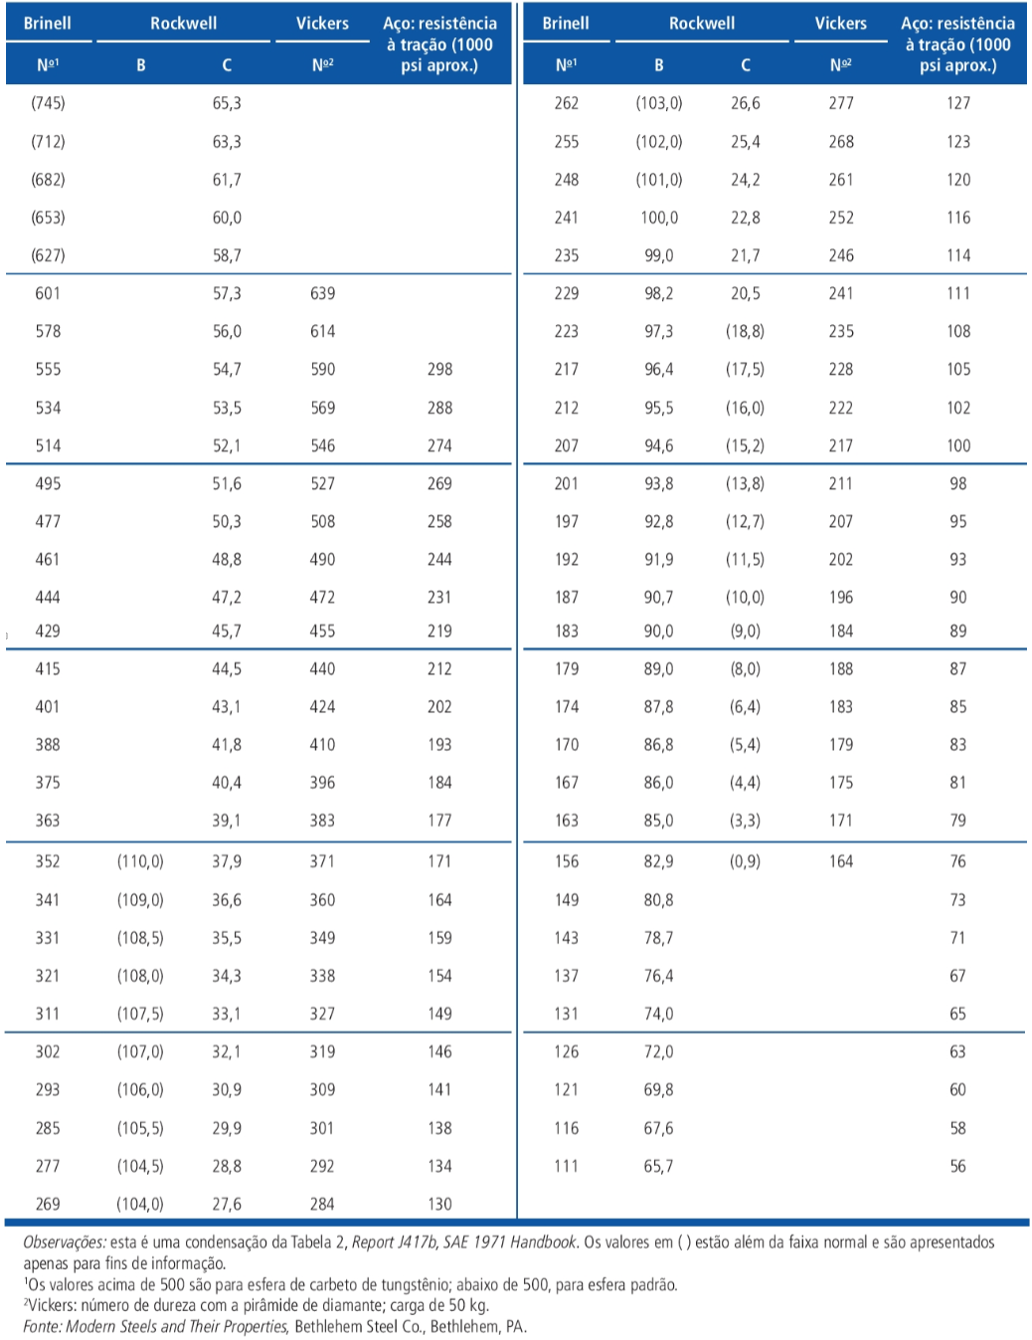 Brinell Rockwell Vickers Aço: resistência à tração (1000 psi aprox.)
Nº¹ B C Nº²
(745) 65,3
(712) 63,3
(682) 61,7
(653) 60,0
(627) 58,7
601 57,3 639
578 56,0 614
555 54,7 590 298
534 53,5 569 288
514 52,1 546 274
495 51,6 527 269
477 50,3 508 258
461 48,8 490 244
444 47,2 472 231
429 45,7 455 219
415 44,5 440 212
401 43,1 424 202
388 41,8 410 193
375 40,4 396 184
363 39,1 383 177
352 (110,0) 37,9 371 171
341 (109,0) 36,6 360 164
331 (108,5) 35,5 349 159
321 (108,0) 34,3 338 154
311 (107,5) 33,1 327 149
302 (107,0) 32,1 319 146
293 (106,0) 30,9 309 141
285 (105,5) 29,9 301 138
277 (104,5) 28,8 292 134
269 (104,0) 27,6 284 130
Brinell Rockwell Vickers Aço: resistência à tração (1000 psi aprox.)
Nº¹ B C Nº²
262 (103,0) 26,6 277 127
255 (102,0) 25,4 268 123
248 (101,0) 24,2 261 120
241 100,0 22,8 252 116
235 99,0 21,7 246 114
229 98,2 20,5 241 111
223 97,3 (18,8) 235 108
217 96,4 (17,5) 228 105
212 95,5 (16,0) 222 102
207 94,6 (15,2) 217 100
201 93,8 (13,8) 211 98
197 92,8 (12,7) 207 95
192 91,9 (11,5) 202 93
187 90,7 (10,0) 196 90
183 90,0 (9,0) 184 89
179 89,0 (8,0) 188 87
174 87,8 (6,4) 183 85
170 86,8 (5,4) 179 83
167 86,0 (4,4) 175 81
163 85,0 (3,3) 171 79
156 82,9 (0,9) 164 76
149 80,8 73
143 78,7 71
137 76,4 67
131 74,0 65
126 72,0 63
121 69,8 60
116 67,6 58
111 65,7 56
Observações: esta é uma condensação da Tabela 2, Report J417b, SAE 1971 Handbook. Os valores em ( ) estão além da faixa normal e são apresentados
apenas para fins de informação.
¹Os valores acima de 500 são para esfera de carbeto de tungstênio; abaixo de 500, para esfera padrão.
²Vickers: número de dureza com a pirâmide de diamante; carga de 50 kg.
Fonte: Modern Steels and Their Properties, Bethlehem Steel Co., Bethlehem, PA.